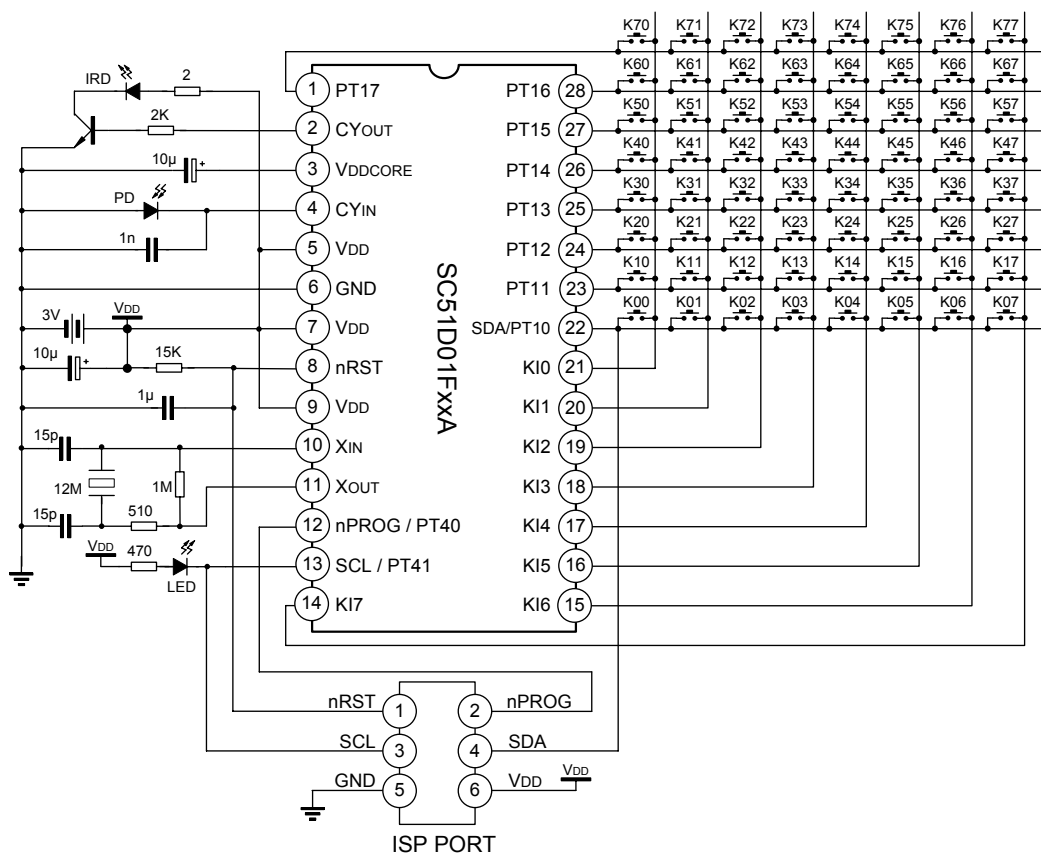 K70 K71 K72 K73 K74 K75 K76 K77
IRD 2 1 PT17 PT16 28 K60 K61 K62 K63 K64 K65 K66 K67
2K 2 CYOUT PT15 27 K50 K51 K52 K53 K54 K55 K56 K57
10µ + 3 VDDCORE PT14 26 K40 K41 K42 K43 K44 K45 K46 K47
PD 4 CYIN PT13 25 K30 K31 K32 K33 K34 K35 K36 K37
1n 5 VDD PT12 24 K20 K21 K22 K23 K24 K25 K26 K27
6 GND PT11 23 K10 K11 K12 K13 K14 K15 K16 K17
3V VDD 7 VDD SDA/PT10 22 K00 K01 K02 K03 K04 K05 K06 K07
10µ + 15K 8 nRST KI0 21
1µ 9 VDD KI1 20
15p 10 XIN KI2 19
12M 1M 11 XOUT KI3 18
15p 510 12 nPROG / PT40 KI4 17
VDD 470 LED 13 SCL / PT41 KI5 16
14 KI7 KI6 15
SC51D01FxxA
nRST 1 2 nPROG
SCL 3 4 SDA
GND 5 6 VDD VDD
ISP PORT